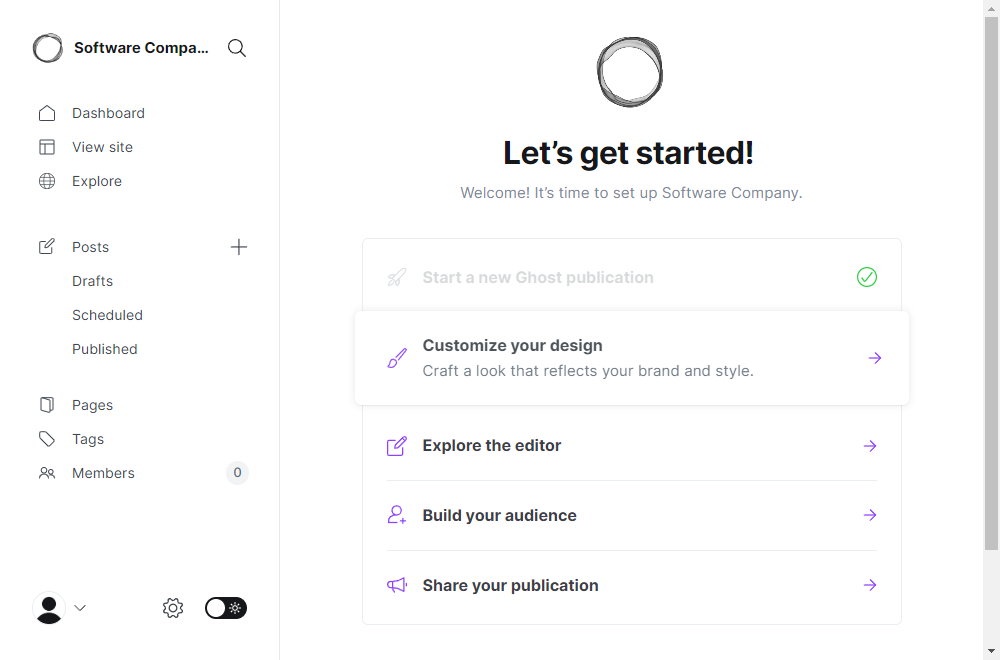 Software Compa...
Dashboard
View site
Explore
Posts
Drafts
Scheduled
Published
Pages
Tags
Members 0
Let’s get started!
Welcome! It’s time to set up Software Company.
Start a new Ghost publication
Customize your design
Craft a look that reflects your brand and style.
Explore the editor
Build your audience
Share your publication